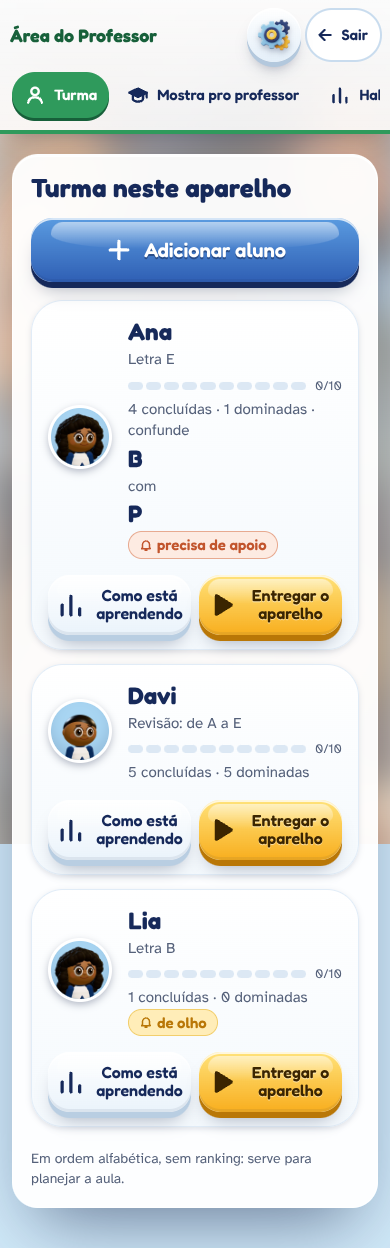 Área do Professor
Sair
Turma
Mostra pro professor
Turma neste aparelho
Adicionar aluno
Ana
Letra E
0/10
4 concluídas · 1 dominadas ·
confunde
B
com
P
precisa de apoio
Como está
aprendendo
Entregar o
aparelho
Davi
Revisão: de A a E
0/10
5 concluídas · 5 dominadas
Como está
aprendendo
Entregar o
aparelho
Lia
Letra B
0/10
1 concluídas · 0 dominadas
de olho
Como está
aprendendo
Entregar o
aparelho
Em ordem alfabética, sem ranking: serve para
planejar a aula.